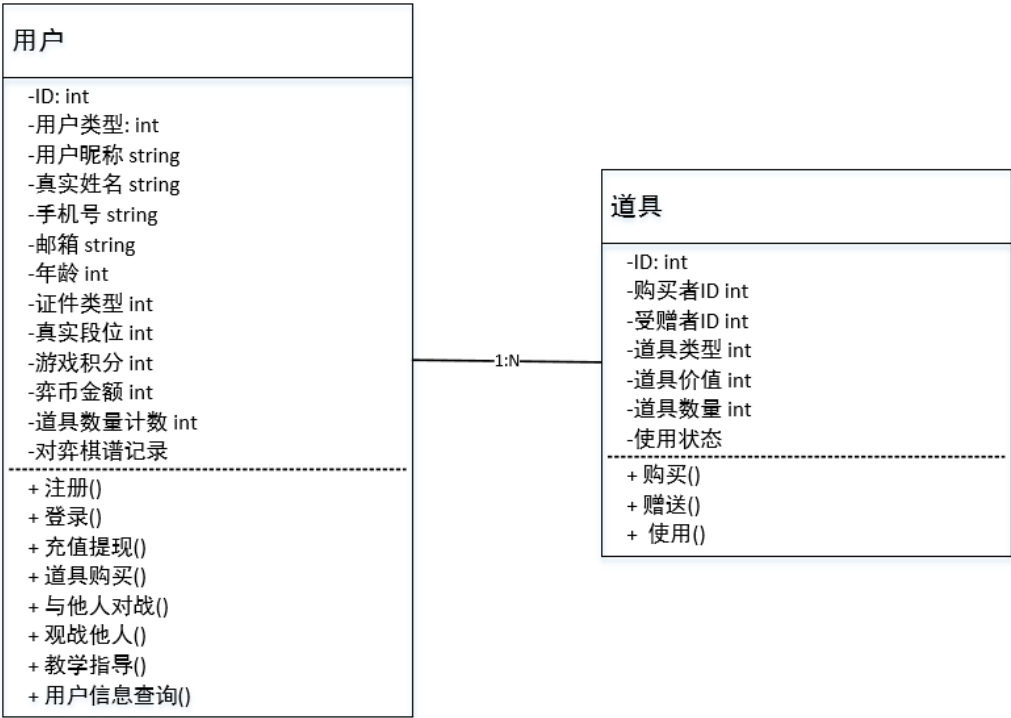 用户
-ID: int
-用户类型: int
-用户昵称 string
-真实姓名 string
-手机号 string
-邮箱 string
-年龄 int
-证件类型 int
-真实段位 int
-游戏积分 int
-弈币金额 int
-道具数量计数 int
-对弈棋谱记录
+ 注册()
+ 登录()
+ 充值提现()
+ 道具购买()
+ 与他人对战()
+ 观战他人()
+ 教学指导()
+ 用户信息查询()
1:N
道具
-ID: int
-购买者ID int
-受赠者ID int
-道具类型 int
-道具价值 int
-道具数量 int
-使用状态
+ 购买()
+ 赠送()
+ 使用()